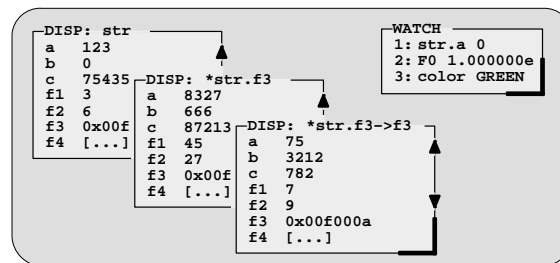 DISP: str
a 123
b 0
c 75435
f1 3
f2 6
f3 0x00f
f4 [...]
DISP: *str.f3
a 8327
b 666
c 87213
f1 45
f2 27
f3 0x00f
f4 [...]
DISP: *str.f3->f3
a 75
b 3212
c 782
f1 7
f2 9
f3 0x00f000a
f4 [...]
WATCH
1: str.a 0
2: F0 1.000000e
3: color GREEN